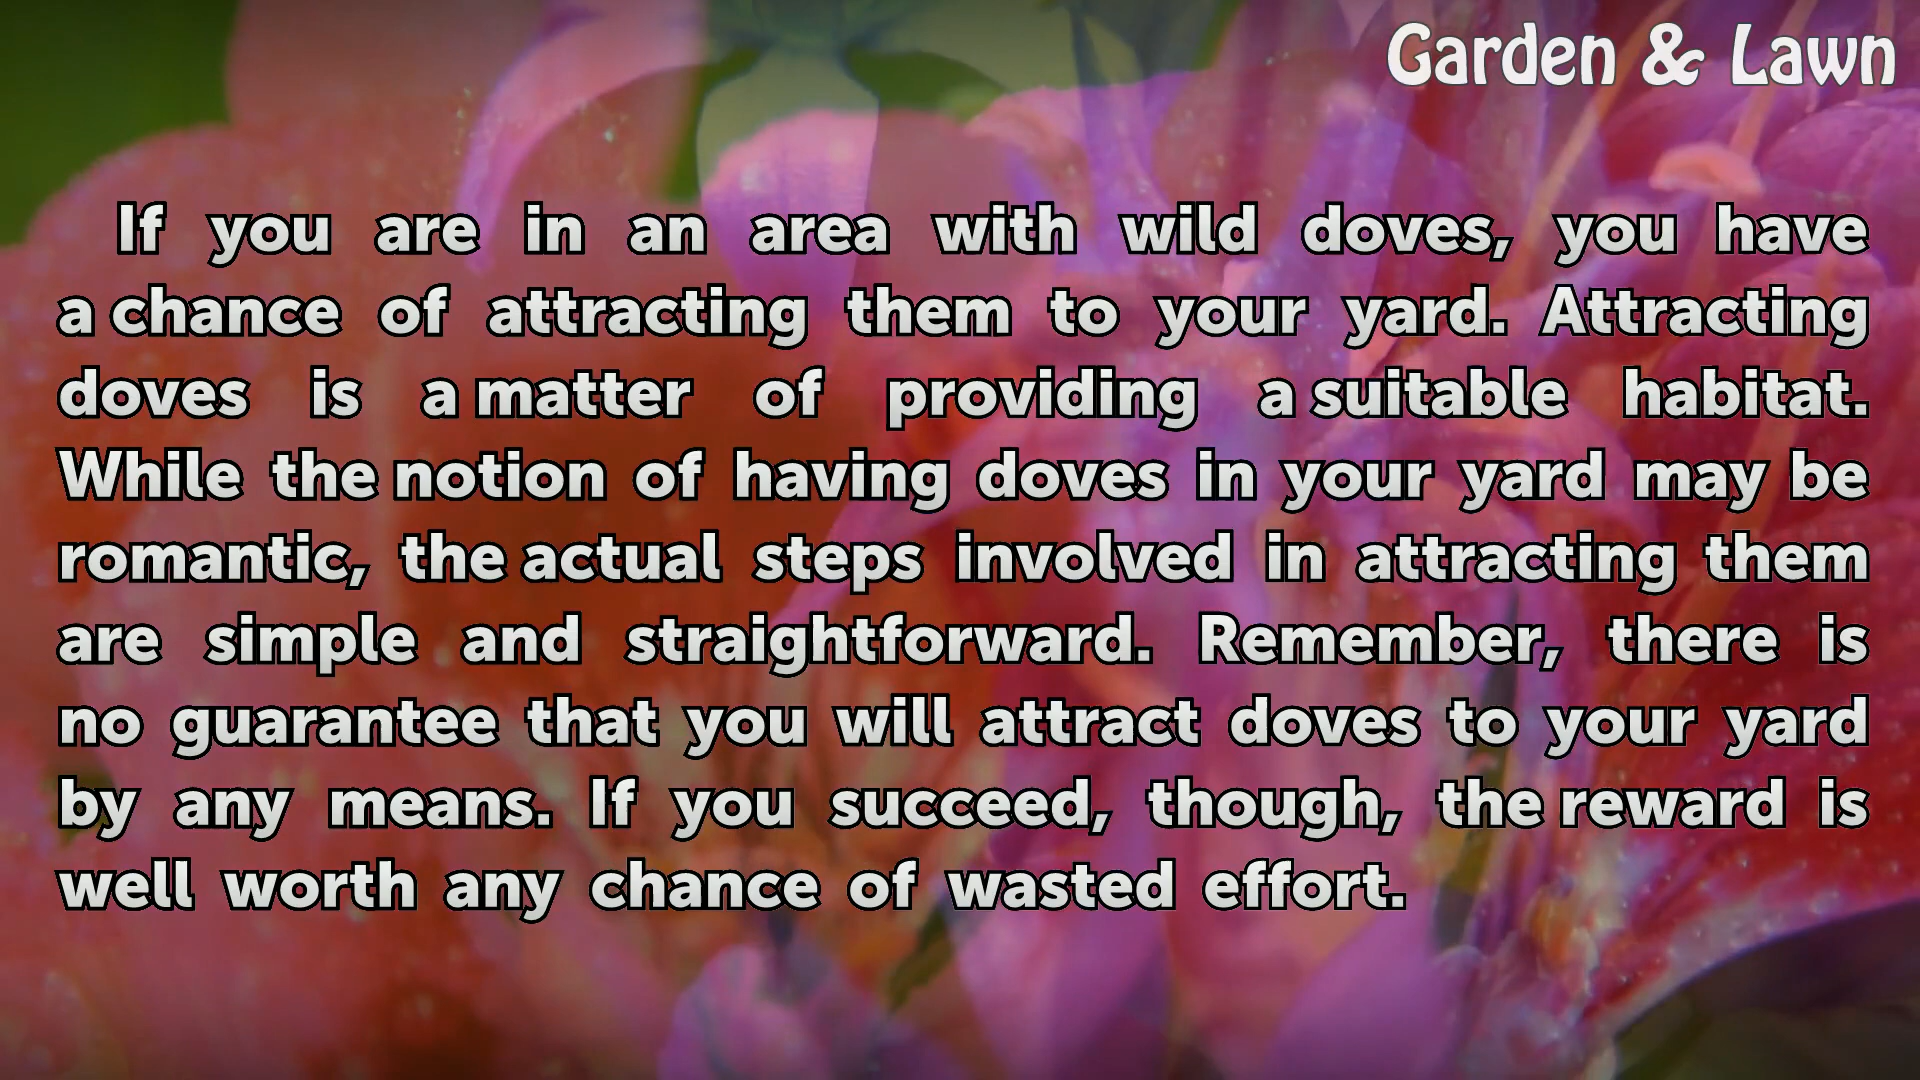 Garden & Lawn
If you are in an area with wild doves, you have
a chance of attracting them to your yard. Attracting
doves is a matter of providing a suitable habitat.
While the notion of having doves in your yard may be
romantic, the actual steps involved in attracting them
are simple and straightforward. Remember, there is
no guarantee that you will attract doves to your yard
by any means. If you succeed, though, the reward is
well worth any chance of wasted effort.